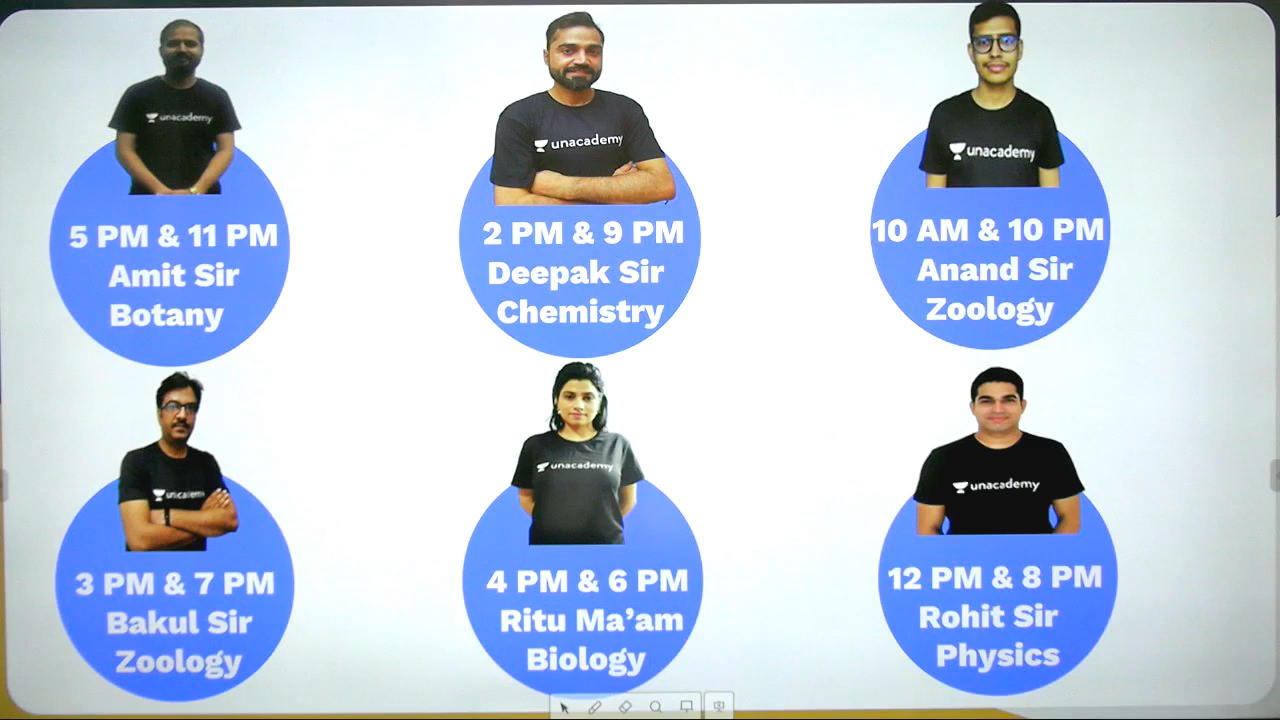 unacademy
5 PM & 11 PM
Amit Sir
Botany
unacademy
2 PM & 9 PM
Deepak Sir
Chemistry
unacademy
10 AM & 10 PM
Anand Sir
Zoology
unacademy
3 PM & 7 PM
Bakul Sir
Zoology
unacademy
4 PM & 6 PM
Ritu Ma’am
Biology
unacademy
12 PM & 8 PM
Rohit Sir
Physics